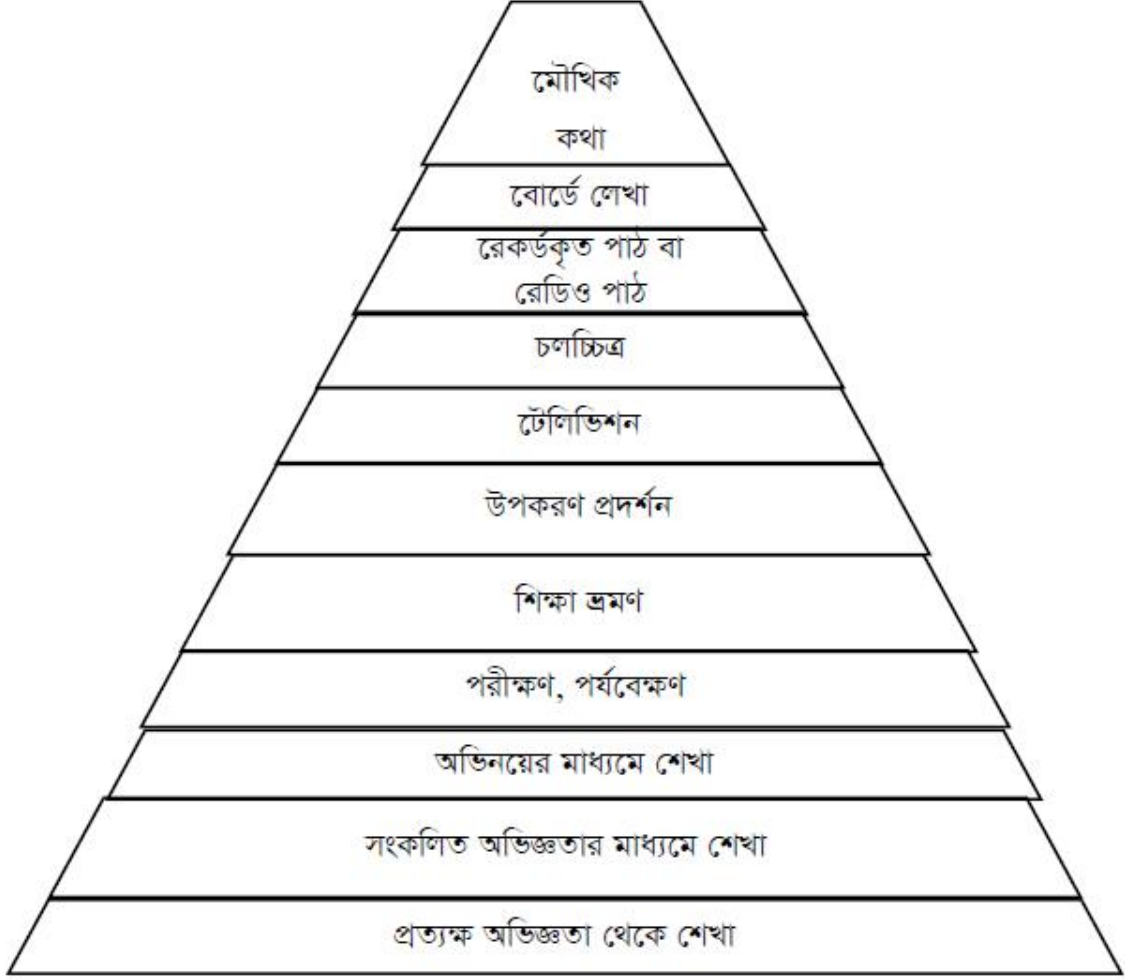 মৌখিক
কথা
বোর্ডে লেখা
রেকর্ডকৃত পাঠ বা
রেডিও পাঠ
চলচ্চিত্র
টেলিভিশন
উপকরণ প্রদর্শন
শিক্ষা ভ্রমণ
পরীক্ষণ, পর্যবেক্ষণ
অভিনয়ের মাধ্যমে শেখা
সংকলিত অভিজ্ঞতার মাধ্যমে শেখা
প্রত্যক্ষ অভিজ্ঞতা থেকে শেখা